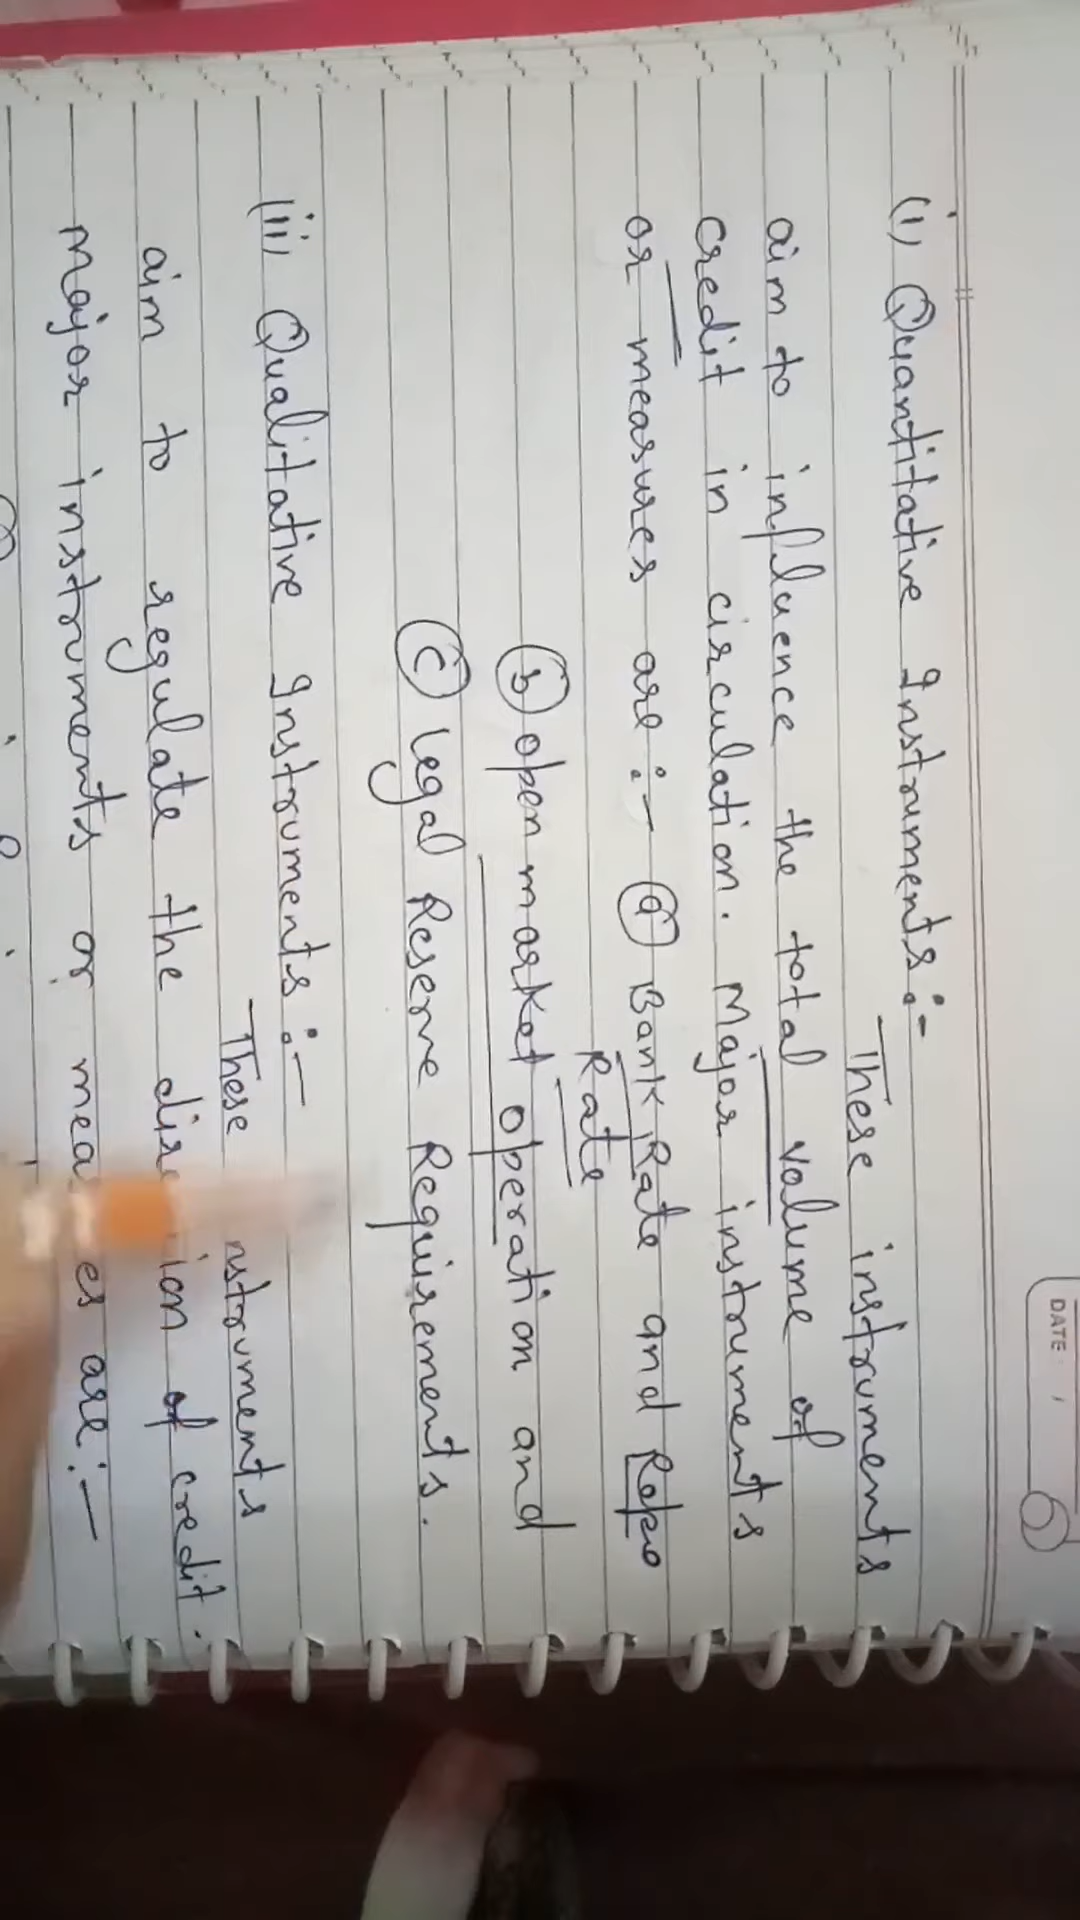 DATE :
(i) Quantitative Instruments :-
These instruments
aim to influence the total volume of
credit in circulation. Major instruments
or measures are :- (a) Bank Rate and Repo
Rate
(b) open market operation and
(c) legal Reserve Requirements.
(ii) Qualitative Instruments :-
These nstruments
aim to regulate the of credit.
Major instruments or are :-